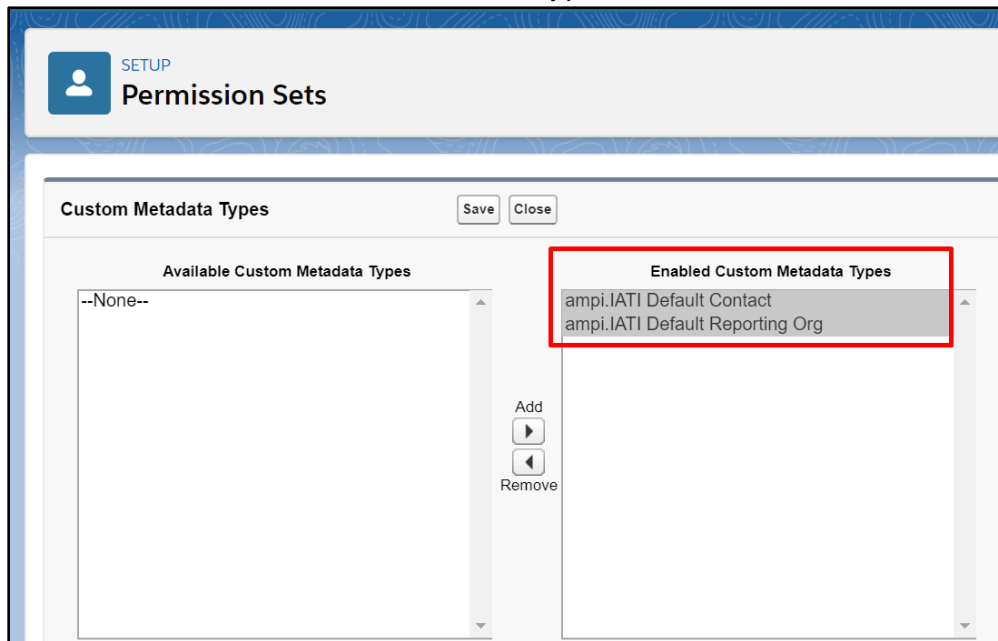 SETUP
Permission Sets
Custom Metadata Types
Save
Close
Available Custom Metadata Types
Enabled Custom Metadata Types
--None--
ampi.IATI Default Contact
ampi.IATI Default Reporting Org
Add
Remove